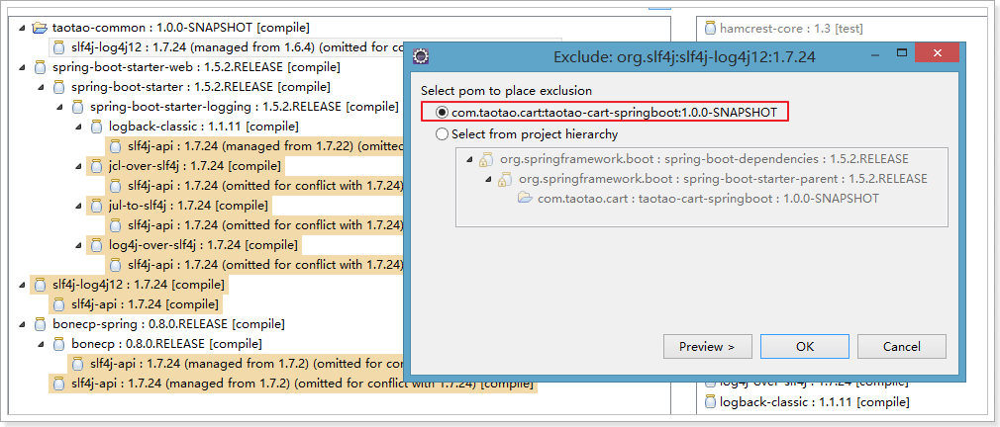 taotao-common : 1.0.0-SNAPSHOT [compile]
slf4j-log4j12 : 1.7.24 (managed from 1.6.4) (omitted for co
spring-boot-starter-web : 1.5.2.RELEASE [compile]
spring-boot-starter : 1.5.2.RELEASE [compile]
spring-boot-starter-logging : 1.5.2.RELEASE [compile]
logback-classic : 1.1.11 [compile]
slf4j-api : 1.7.24 (managed from 1.7.22) (omitte
jcl-over-slf4j : 1.7.24 [compile]
slf4j-api : 1.7.24 (omitted for conflict with 1.7.24)
jul-to-slf4j : 1.7.24 [compile]
slf4j-api : 1.7.24 (omitted for conflict with 1.7.24)
log4j-over-slf4j : 1.7.24 [compile]
slf4j-api : 1.7.24 (omitted for conflict with 1.7.24)
slf4j-log4j12 : 1.7.24 [compile]
slf4j-api : 1.7.24 [compile]
bonecp-spring : 0.8.0.RELEASE [compile]
bonecp : 0.8.0.RELEASE [compile]
slf4j-api : 1.7.24 (managed from 1.7.2) (omitted for con
slf4j-api : 1.7.24 (managed from 1.7.2) (omitted for conflict with 1.7.24) [compile]
hamcrest-core : 1.3 [test]
Exclude: org.slf4j:slf4j-log4j12:1.7.24
Select pom to place exclusion
com.taotao.cart:taotao-cart-springboot:1.0.0-SNAPSHOT
Select from project hierarchy
org.springframework.boot : spring-boot-dependencies : 1.5.2.RELEASE
org.springframework.boot : spring-boot-starter-parent : 1.5.2.RELEASE
com.taotao.cart : taotao-cart-springboot : 1.0.0-SNAPSHOT
Preview >
OK
Cancel
log4j-over-slf4j : 1.7.24 [compile]
logback-classic : 1.1.11 [compile]